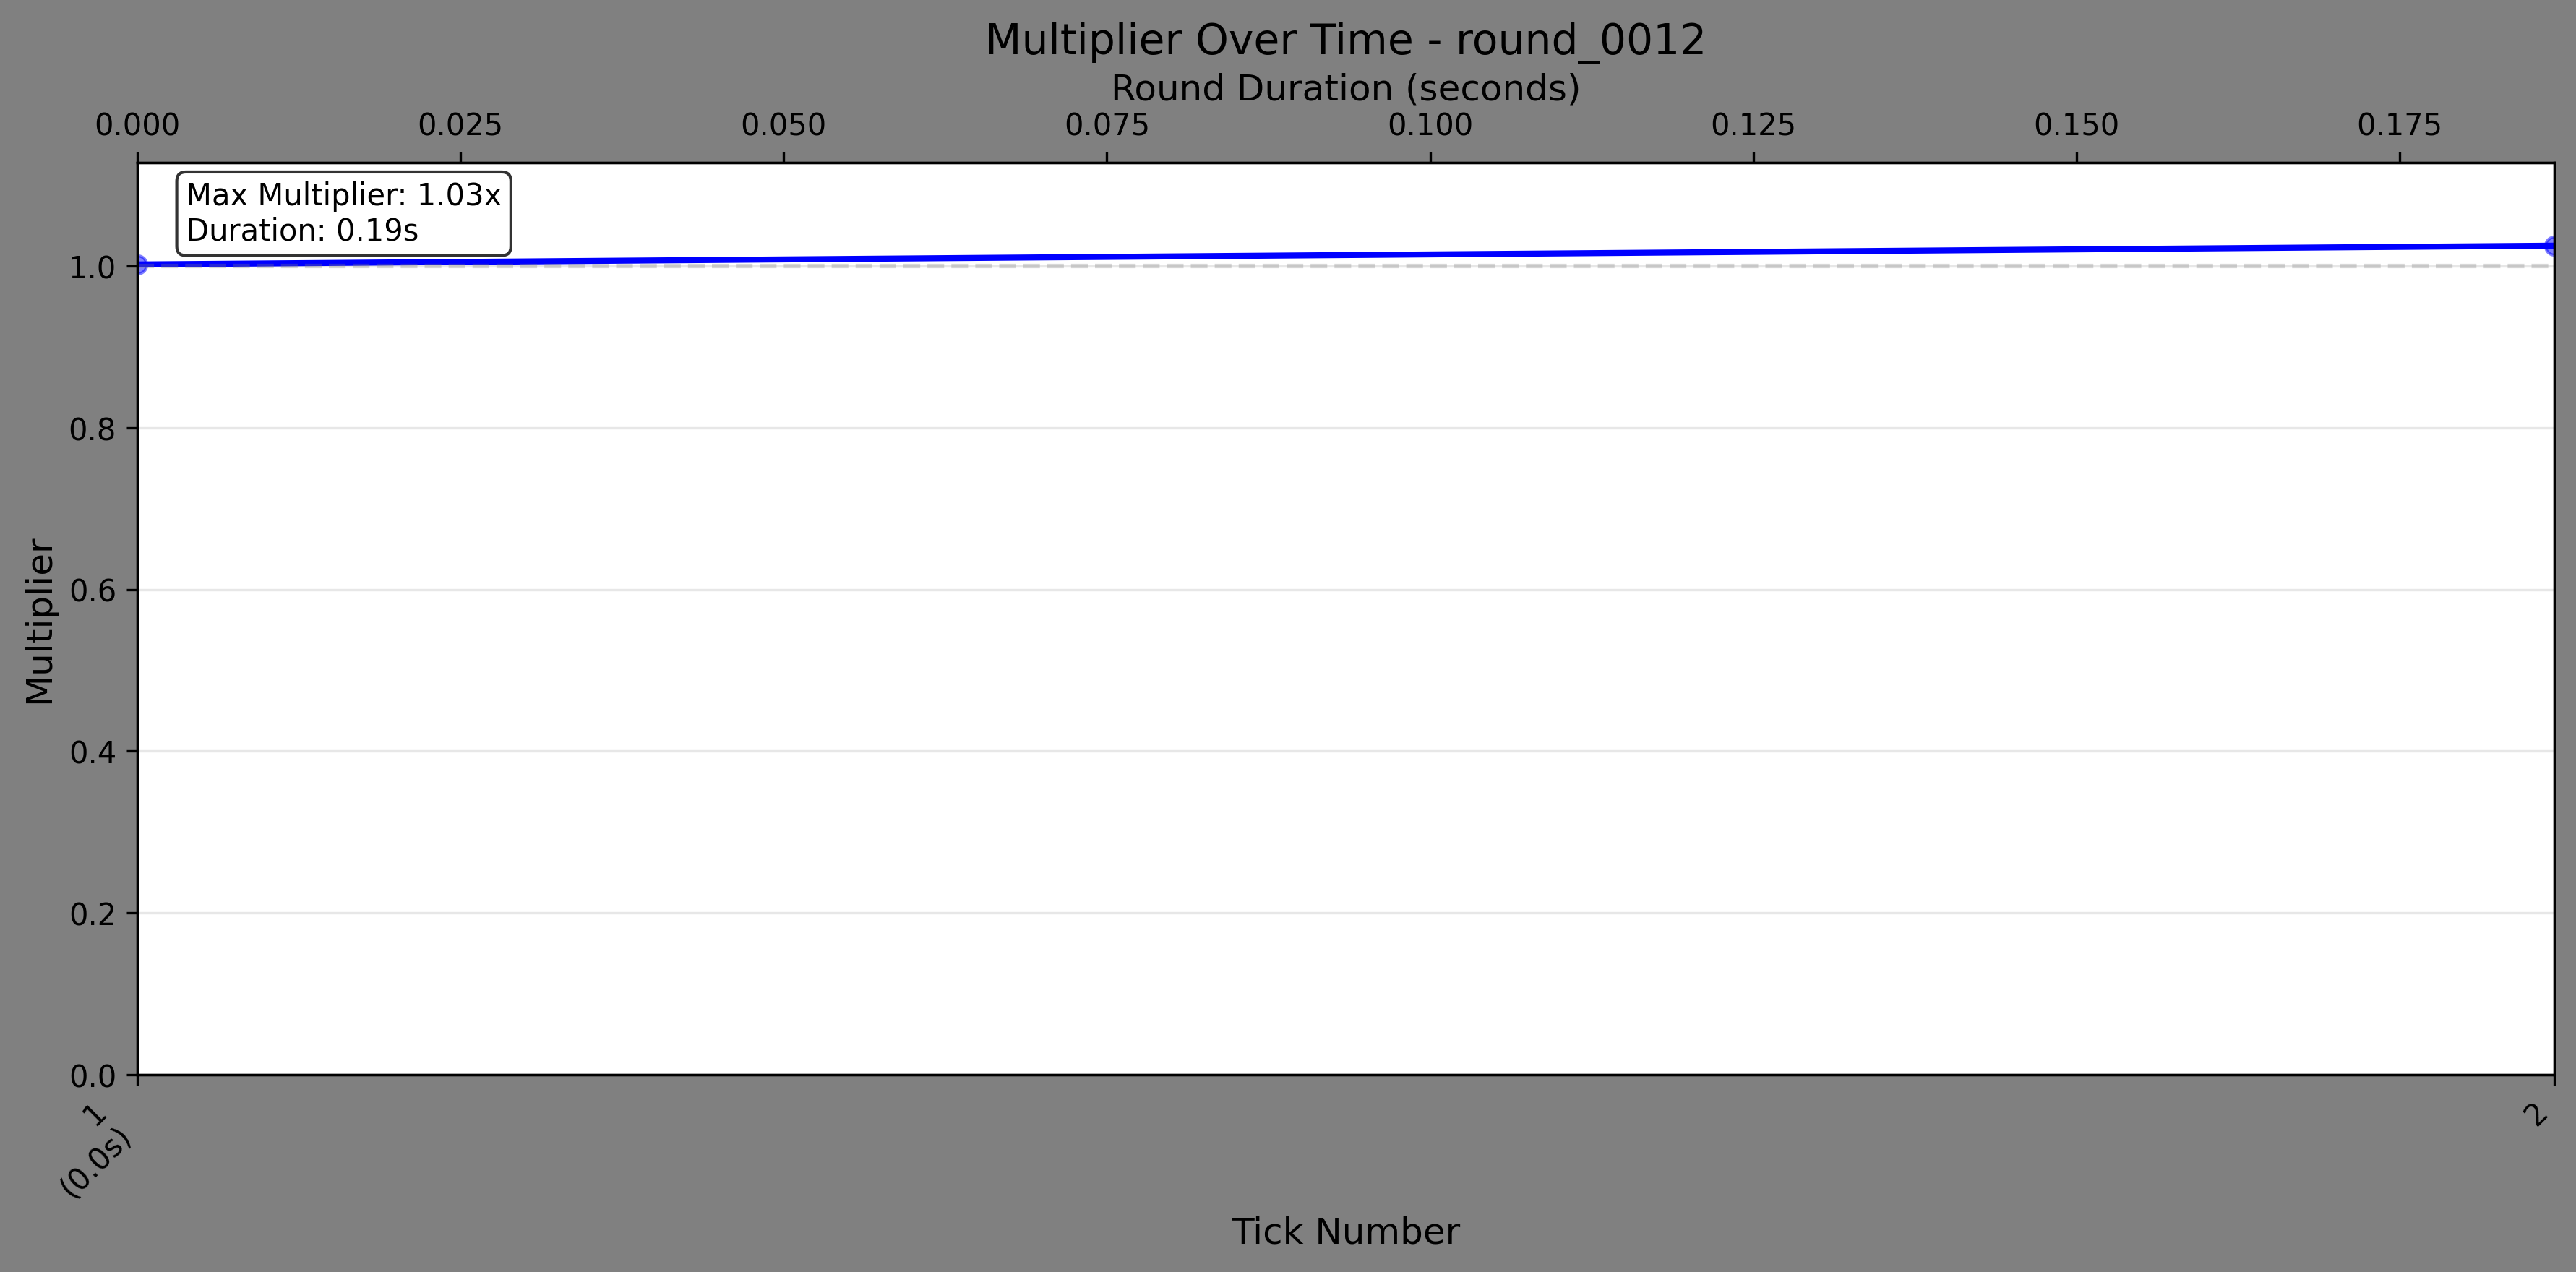 Multiplier Over Time - round_0012
Round Duration (seconds)
0.000 0.025 0.050 0.075 0.100 0.125 0.150 0.175
Max Multiplier: 1.03x
Duration: 0.19s
1.0
0.8
0.6
0.4
0.2
0.0
Multiplier
1 2
(0.0s)
Tick Number